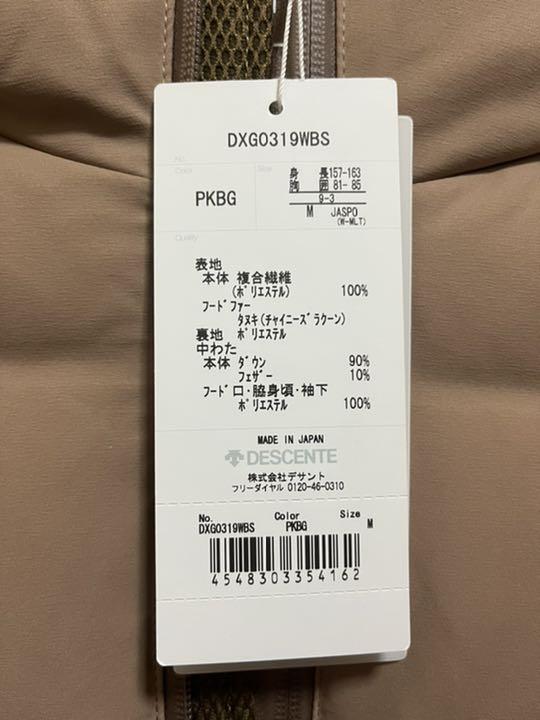 DXG0319WBS
No.
Color Size
PKBG
身 長157-163
胸 囲 81- 85
9-3
M JASPO
(W-MLT)
Quality
表地
本体 複合繊維
(ポリエステル) 100%
フードファー
タヌキ(チャイニーズラクーン)
裏地 ポリエステル
中わた
本体 ダウン 90%
フェザー 10%
フード口・脇身頃・袖下
ポリエステル 100%
MADE IN JAPAN
DESCENTE
株式会社デサント
フリーダイヤル 0120-46-0310
No. Color Size
DXG0319WBS PKBG M
4548303354162